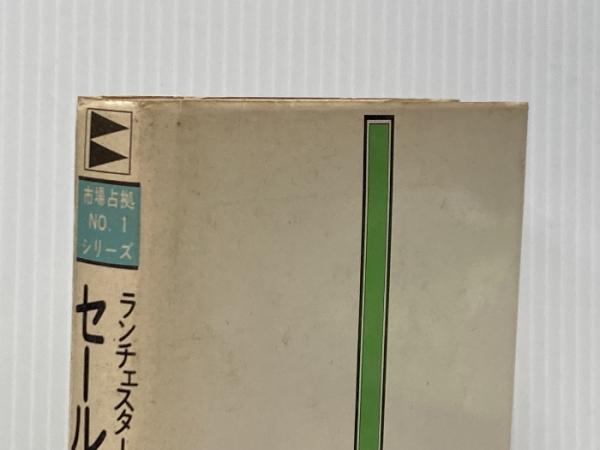 市場占拠
NO. 1
シリーズ
ランチェスター
セール